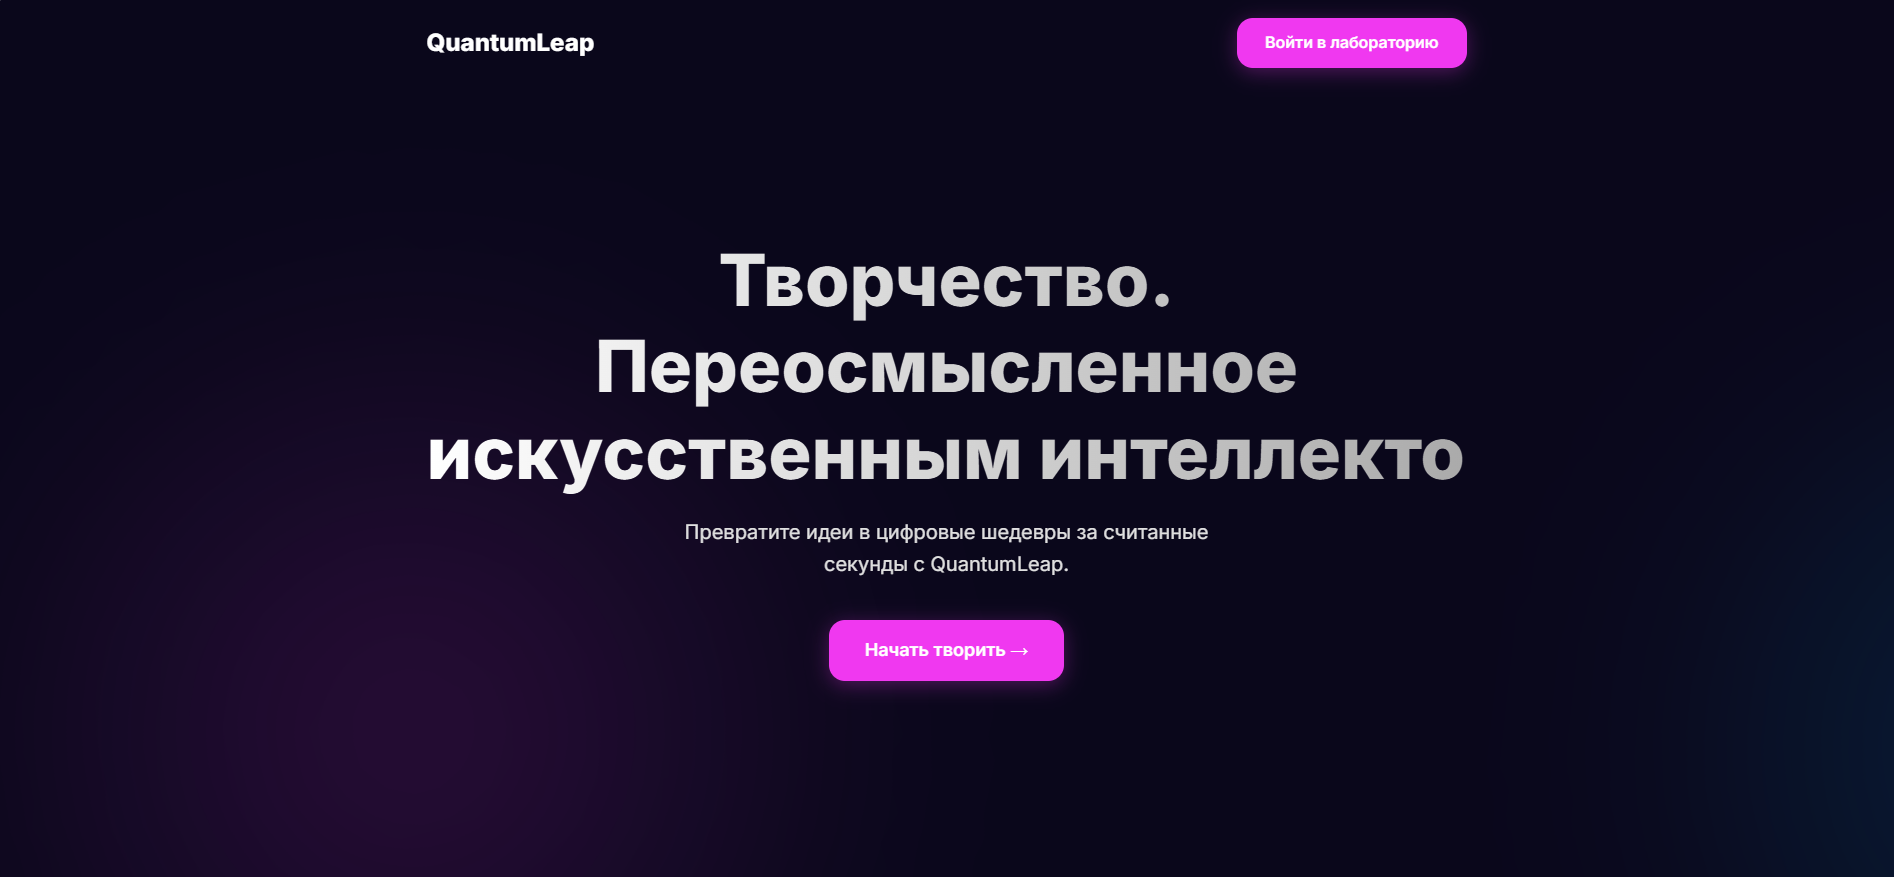 QuantumLeap
Войти в лабораторию
Творчество.
Переосмысленное
искусственным интеллекто
Превратите идеи в цифровые шедевры за считанные
секунды с QuantumLeap.
Начать творить →